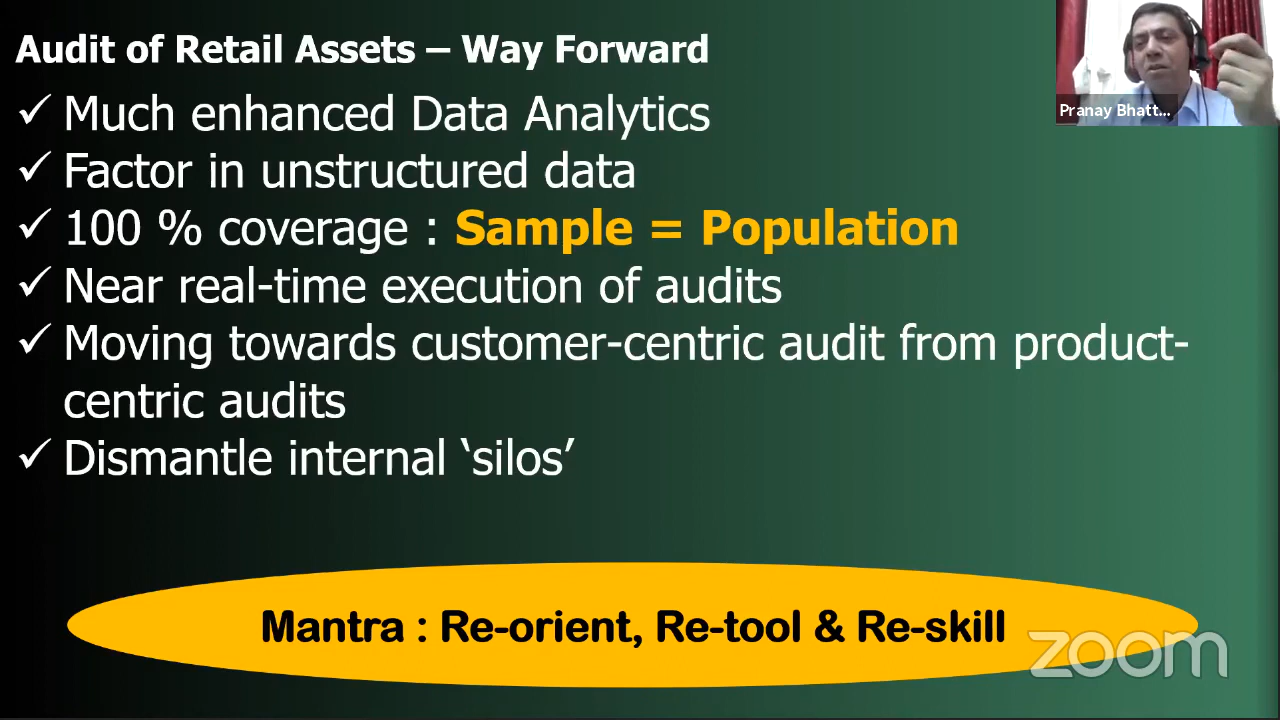 Audit of Retail Assets – Way Forward
✓ Much enhanced Data Analytics
✓ Factor in unstructured data
✓ 100 % coverage : Sample = Population
✓ Near real-time execution of audits
✓ Moving towards customer-centric audit from product-
centric audits
✓ Dismantle internal ‘silos’
Mantra : Re-orient, Re-tool & Re-skill
Pranay Bhatt...
zoom